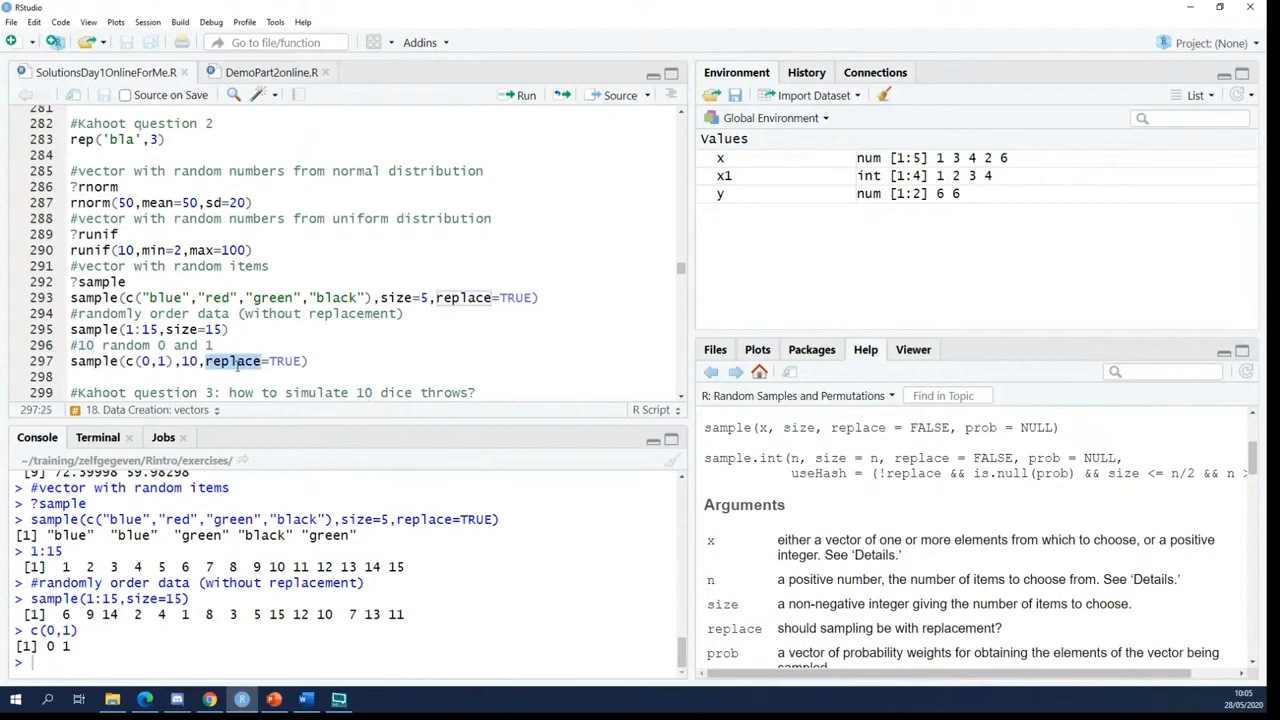 RStudio
File Edit Code View Plots Session Build Debug Profile Tools Help
Go to file/function
Addins
Project: (None)
SolutionsDay1OnlineForMe.R
DemoPart2online.R
Source on Save
Run
Source
281
282 #Kahoot question 2
283 rep('bla',3)
284
285 #vector with random numbers from normal distribution
286 ?rnorm
287 rnorm(50,mean=50,sd=20)
288 #vector with random numbers from uniform distribution
289 ?runif
290 runif(10,min=2,max=100)
291 #vector with random items
292 ?sample
293 sample(c("blue","red","green","black"),size=5,replace=TRUE)
294 #randomly order data (without replacement)
295 sample(1:15,size=15)
296 #10 random 0 and 1
297 sample(c(0,1),10,replace=TRUE)
298
299 #Kahoot question 3: how to simulate 10 dice throws?
297:25
18. Data Creation: vectors
R Script
Console Terminal Jobs
~/training/zelfgegeven/Rintro/exercises/
[9] 72.39998 59.98298
> #vector with random items
> ?sample
> sample(c("blue","red","green","black"),size=5,replace=TRUE)
[1] "blue" "blue" "green" "black" "green"
> 1:15
[1] 1 2 3 4 5 6 7 8 9 10 11 12 13 14 15
> #randomly order data (without replacement)
> sample(1:15,size=15)
[1] 6 9 14 2 4 1 8 3 5 15 12 10 7 13 11
> c(0,1)
[1] 0 1
>
Environment History Connections
Import Dataset
List
Global Environment
Values
x num [1:5] 1 3 4 2 6
x1 int [1:4] 1 2 3 4
y num [1:2] 6 6
Files Plots Packages Help Viewer
R: Random Samples and Permutations
Find in Topic
sample(x, size, replace = FALSE, prob = NULL)
sample.int(n, size = n, replace = FALSE, prob = NULL,
useHash = (!replace && is.null(prob) && size <= n/2 && n >
Arguments
x either a vector of one or more elements from which to choose, or a positive
integer. See ‘Details.’
n a positive number, the number of items to choose from. See ‘Details.’
size a non-negative integer giving the number of items to choose.
replace should sampling be with replacement?
prob a vector of probability weights for obtaining the elements of the vector being
sampled
10:05
28/05/2020